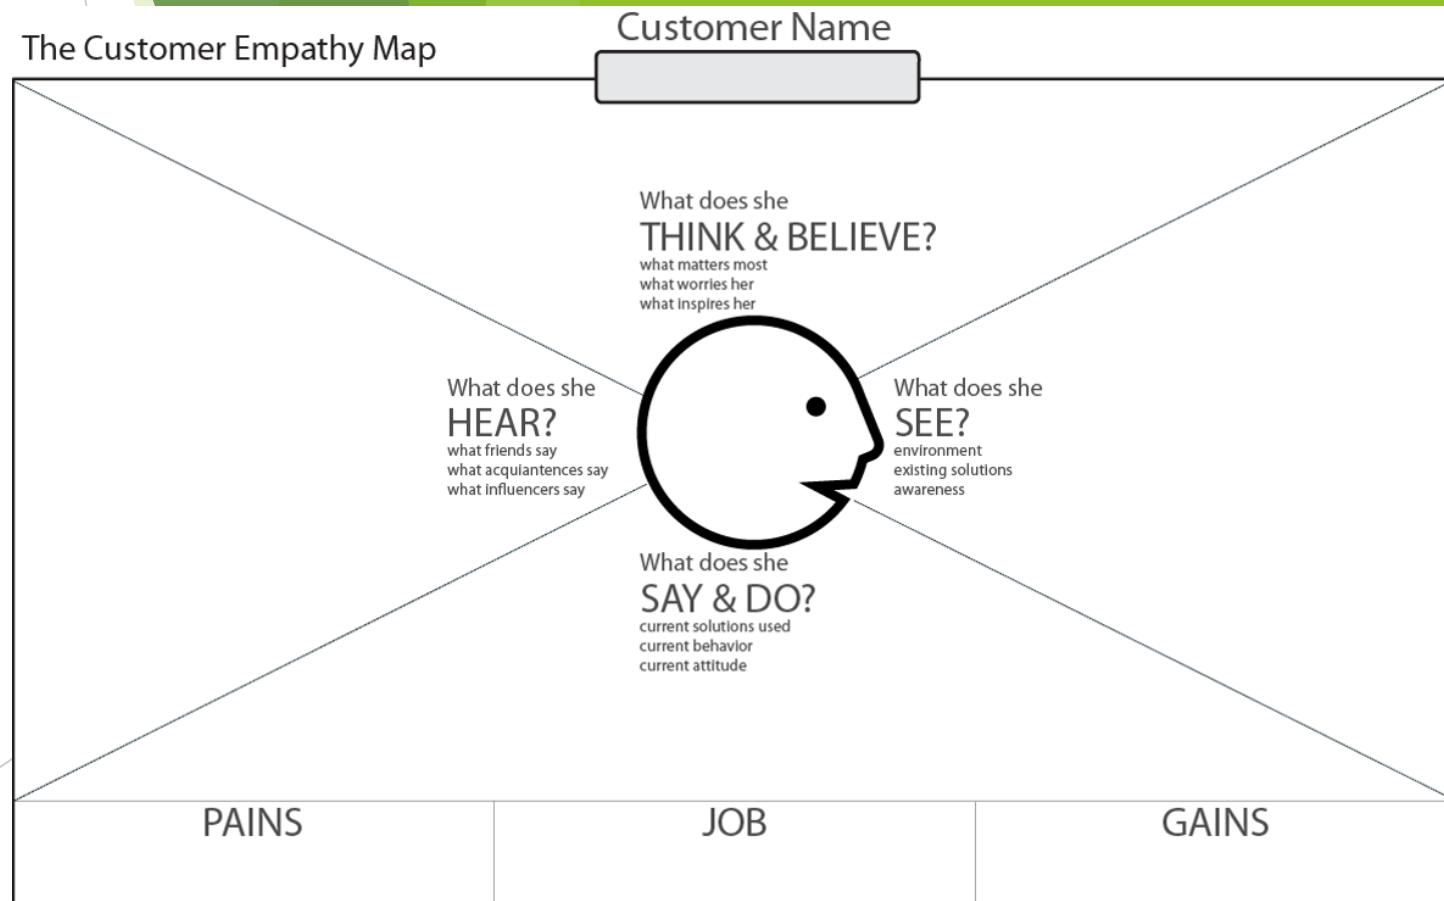 Customer Name
The Customer Empathy Map
What does she
THINK & BELIEVE?
what matters most
what worries her
what inspires her
What does she
HEAR?
what friends say
what acquiantences say
what influencers say
What does she
SEE?
environment
existing solutions
awareness
What does she
SAY & DO?
current solutions used
current behavior
current attitude
PAINS
JOB
GAINS